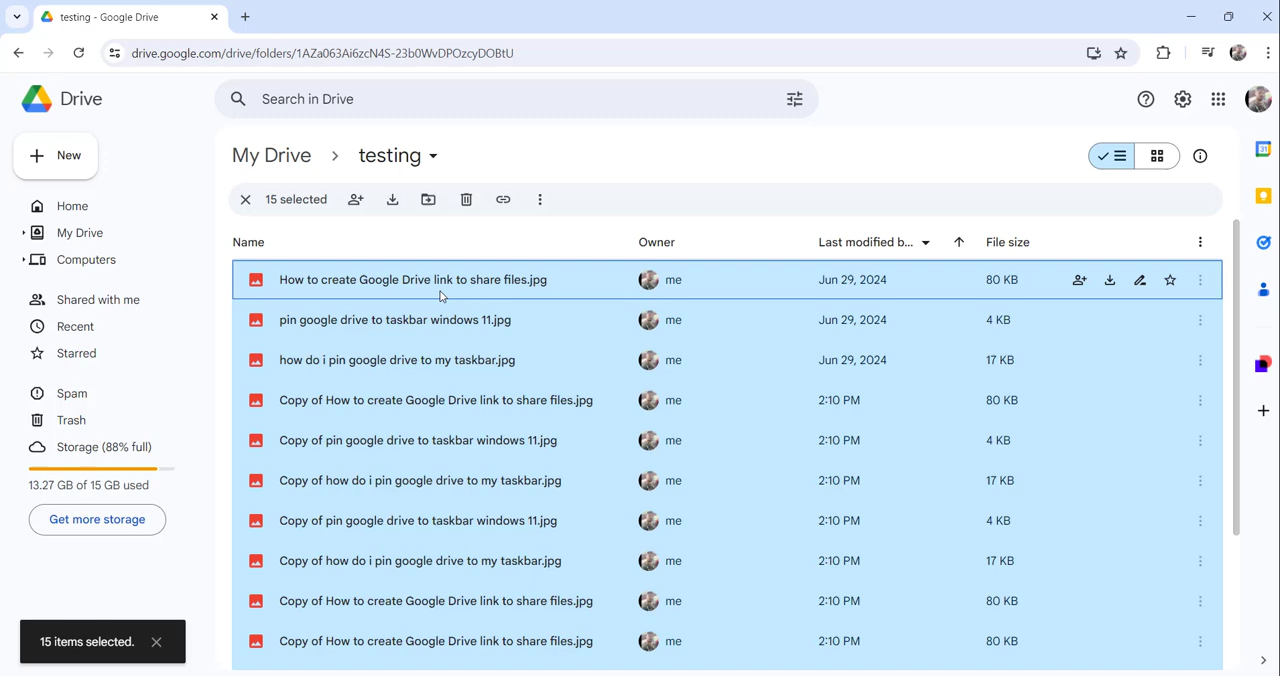 testing - Google Drive
drive.google.com/drive/folders/1AZa063Ai6zcN4S-23b0WvDPOzcyDOBtU
Drive
Search in Drive
New
My Drive > testing
15 selected
Home
My Drive
Computers
Shared with me
Recent
Starred
Spam
Trash
Storage (88% full)
13.27 GB of 15 GB used
Get more storage
Name Owner Last modified b... File size
How to create Google Drive link to share files.jpg me Jun 29, 2024 80 KB
pin google drive to taskbar windows 11.jpg me Jun 29, 2024 4 KB
how do i pin google drive to my taskbar.jpg me Jun 29, 2024 17 KB
Copy of How to create Google Drive link to share files.jpg me 2:10 PM 80 KB
Copy of pin google drive to taskbar windows 11.jpg me 2:10 PM 4 KB
Copy of how do i pin google drive to my taskbar.jpg me 2:10 PM 17 KB
Copy of pin google drive to taskbar windows 11.jpg me 2:10 PM 4 KB
Copy of how do i pin google drive to my taskbar.jpg me 2:10 PM 17 KB
Copy of How to create Google Drive link to share files.jpg me 2:10 PM 80 KB
Copy of How to create Google Drive link to share files.jpg me 2:10 PM 80 KB
15 items selected.
31